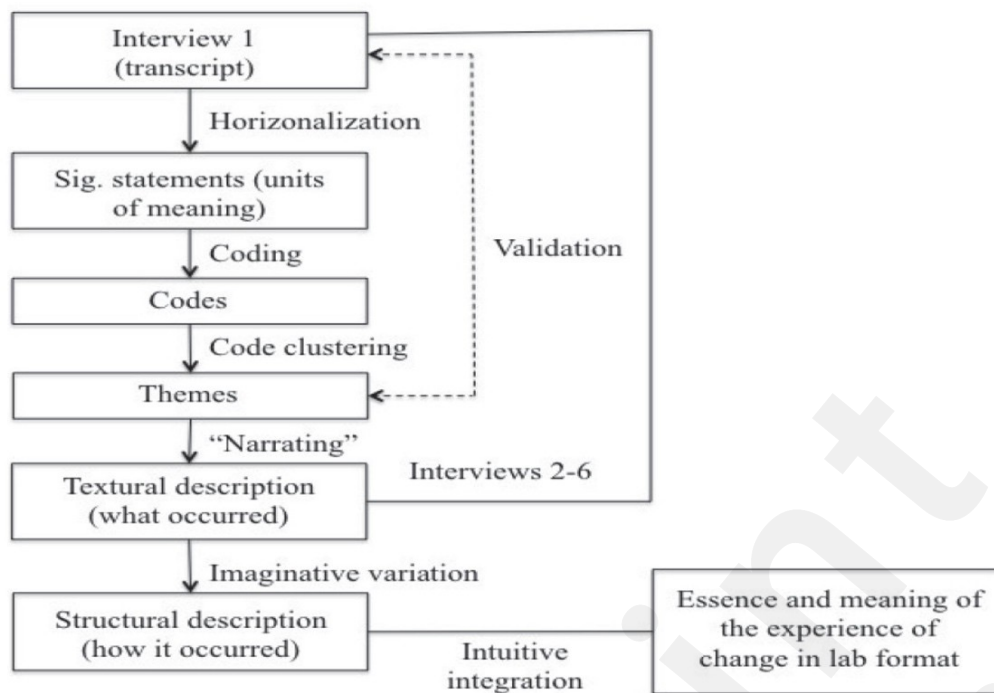 Interview 1
(transcript)
Horizonalization
Sig. statements (units
of meaning)
Coding
Validation
Codes
Code clustering
Themes
“Narrating”
Interviews 2-6
Textural description
(what occurred)
Imaginative variation
Structural description
(how it occurred)
Intuitive
integration
Essence and meaning of
the experience of
change in lab format
int